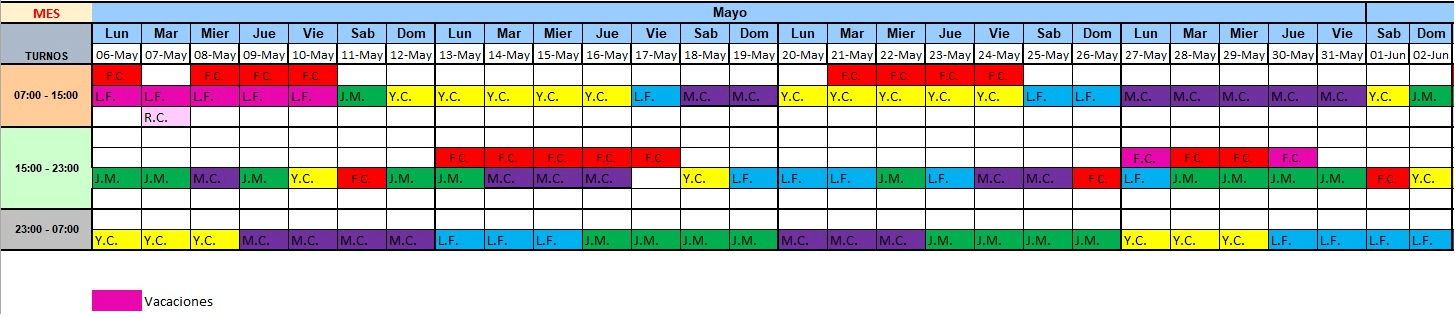 MES Mayo
Lun Mar Mier Jue Vie Sab Dom Lun Mar Mier Jue Vie Sab Dom Lun Mar Mier Jue Vie Sab Dom Lun Mar Mier Jue Vie Sab Dom
TURNOS 06-May 07-May 08-May 09-May 10-May 11-May 12-May 13-May 14-May 15-May 16-May 17-May 18-May 19-May 20-May 21-May 22-May 23-May 24-May 25-May 26-May 27-May 28-May 29-May 30-May 31-May 01-Jun 02-Jun
F.C. F.C. F.C. F.C. F.C. F.C. F.C. F.C.
07:00 - 15:00 L.F. L.F. L.F. L.F. L.F. J.M. Y.C. Y.C. Y.C. Y.C. Y.C. L.F. M.C. M.C. Y.C. Y.C. Y.C. Y.C. Y.C. L.F. L.F. M.C. M.C. M.C. M.C. M.C. Y.C. J.M.
R.C.
F.C. F.C. F.C. F.C. F.C. F.C. F.C. F.C. F.C.
15:00 - 23:00 J.M. J.M. M.C. J.M. Y.C. F.C. J.M. J.M. M.C. M.C. M.C. Y.C. L.F. L.F. L.F. J.M. L.F. M.C. M.C. F.C. L.F. J.M. J.M. J.M. J.M. F.C. Y.C.
23:00 - 07:00 Y.C. Y.C. Y.C. M.C. M.C. M.C. M.C. L.F. L.F. L.F. J.M. J.M. J.M. J.M. M.C. M.C. M.C. J.M. J.M. J.M. J.M. Y.C. Y.C. Y.C. L.F. L.F. L.F. L.F.
Vacaciones